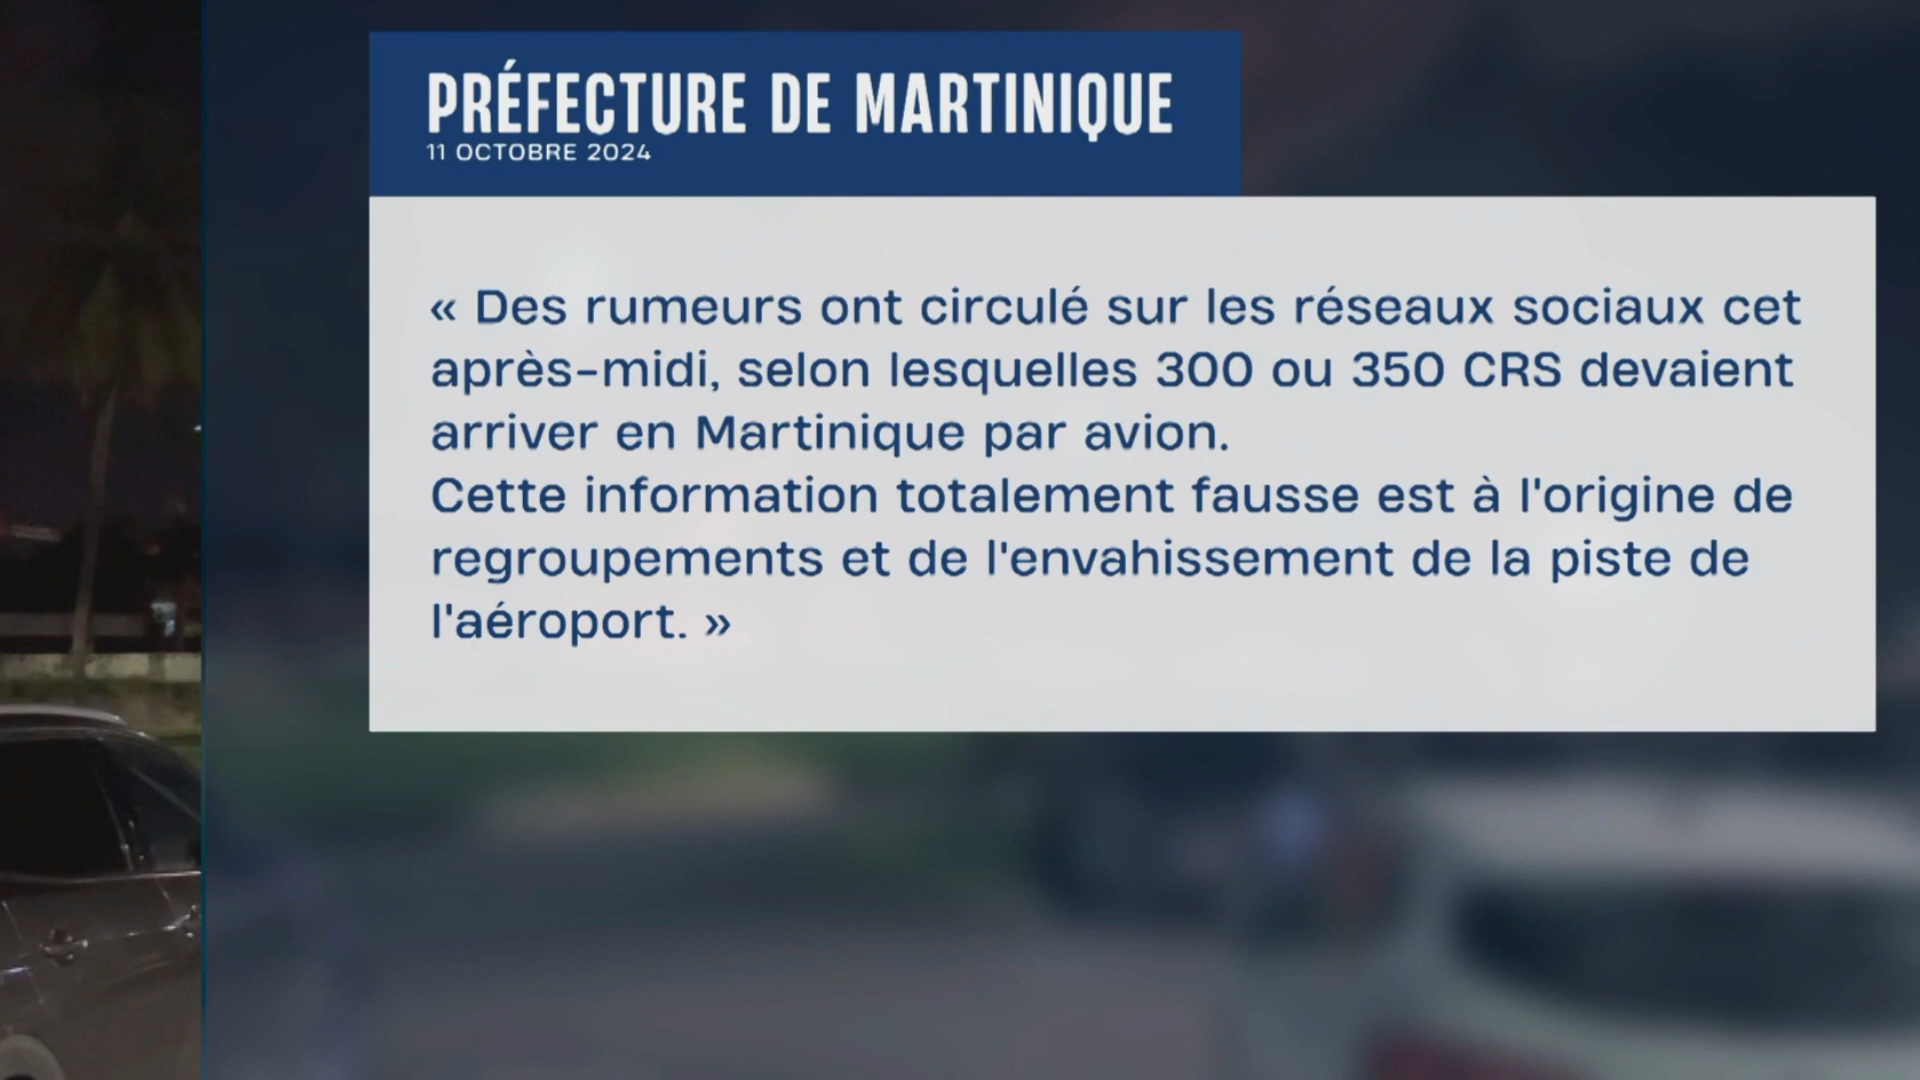 PRÉFECTURE DE MARTINIQUE
11 OCTOBRE 2024
« Des rumeurs ont circulé sur les réseaux sociaux cet
après-midi, selon lesquelles 300 ou 350 CRS devaient
arriver en Martinique par avion.
Cette information totalement fausse est à l'origine de
regroupements et de l'envahissement de la piste de
l'aéroport. »